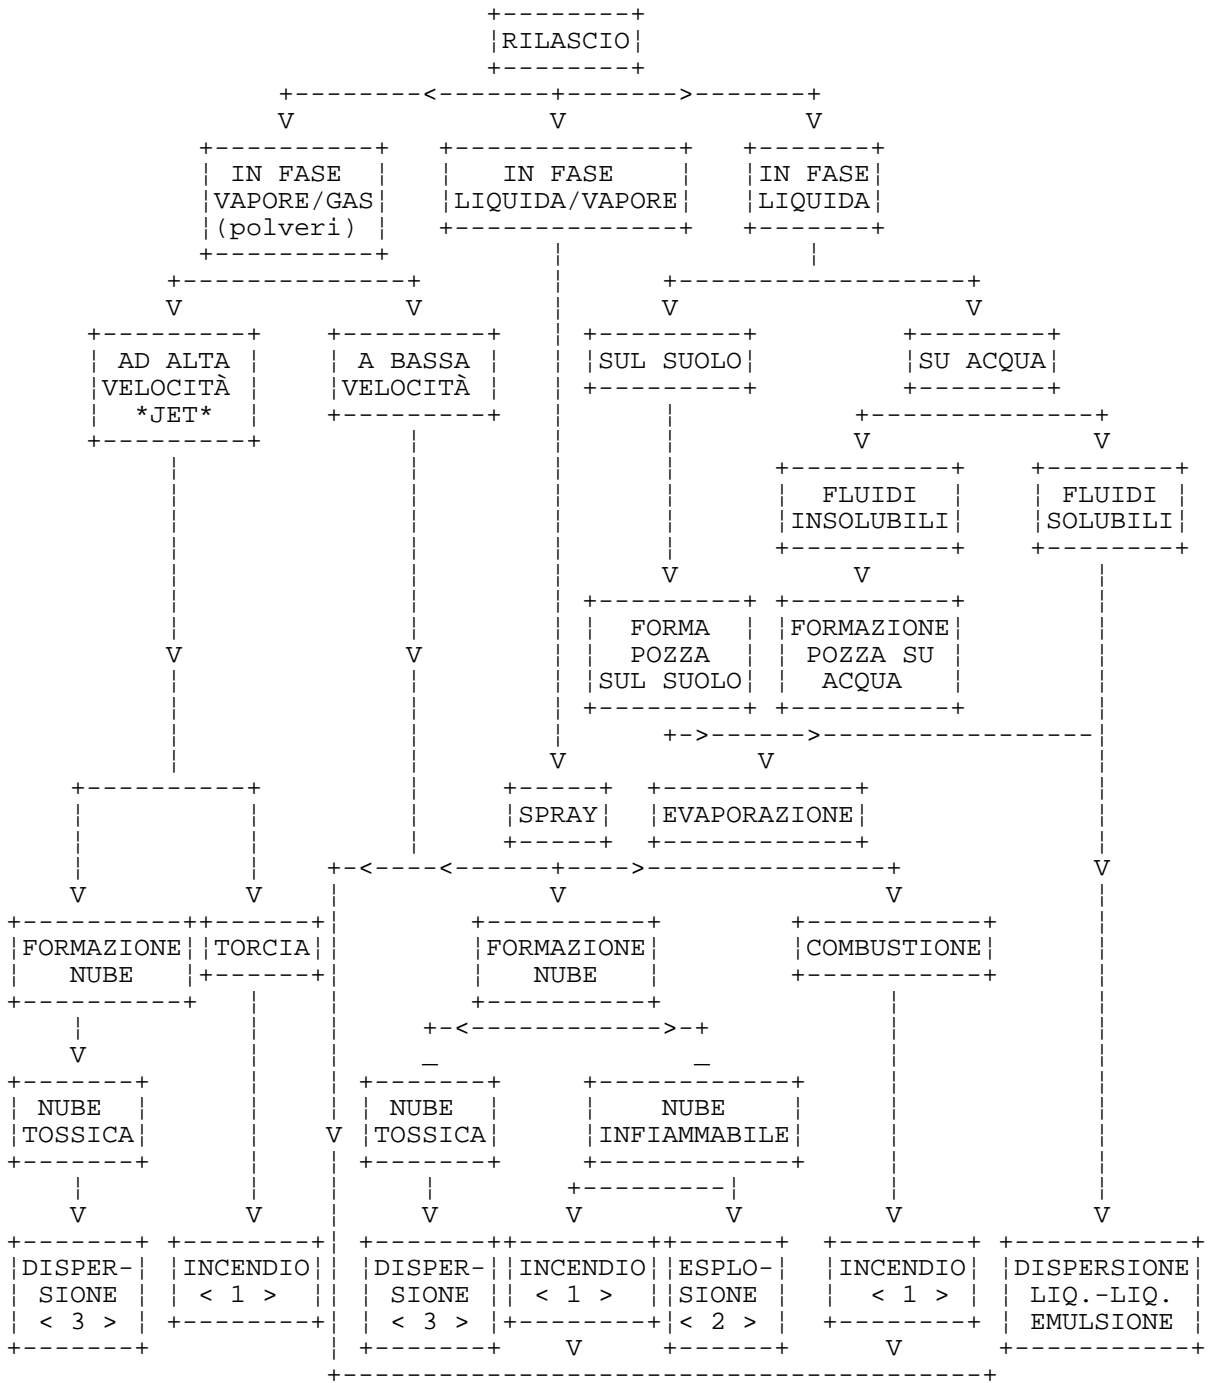 RILASCIO
IN FASE
VAPORE/GAS
(polveri)
IN FASE
LIQUIDA/VAPORE
IN FASE
LIQUIDA
AD ALTA
VELOCITÀ
*JET*
A BASSA
VELOCITÀ
SUL SUOLO
SU ACQUA
FLUIDI
INSOLUBILI
FLUIDI
SOLUBILI
FORMA
POZZA
SUL SUOLO
FORMAZIONE
POZZA SU
ACQUA
SPRAY
EVAPORAZIONE
FORMAZIONE
NUBE
TORCIA
FORMAZIONE
NUBE
COMBUSTIONE
NUBE
TOSSICA
NUBE
TOSSICA
NUBE
INFIAMMABILE
DISPER-
SIONE
< 3 >
INCENDIO
< 1 >
DISPER-
SIONE
< 3 >
INCENDIO
< 1 >
ESPLO-
SIONE
< 2 >
INCENDIO
< 1 >
DISPERSIONE
LIQ.-LIQ.
EMULSIONE